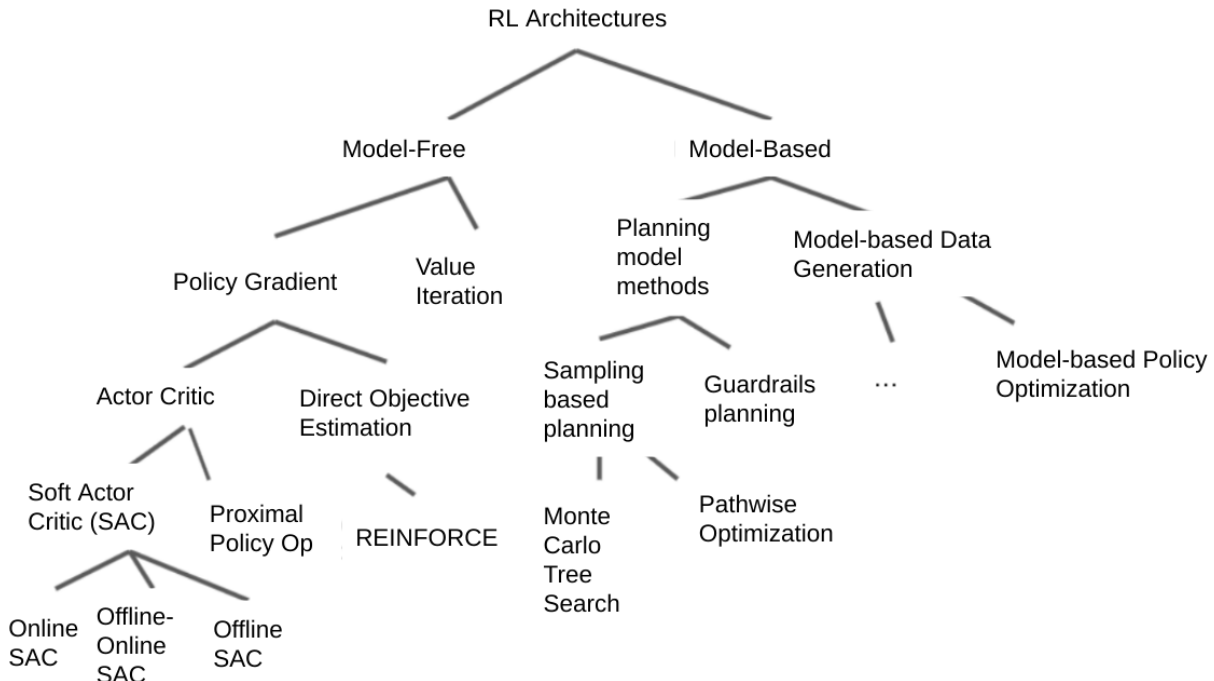 RL Architectures
Model-Free
Model-Based
Policy Gradient
Value
Iteration
Planning
model
methods
Model-based Data
Generation
Actor Critic
Direct Objective
Estimation
Sampling
based
planning
Guardrails
planning
...
Model-based Policy
Optimization
Soft Actor
Critic (SAC)
Proximal
Policy Op
REINFORCE
Monte
Carlo
Tree
Search
Pathwise
Optimization
Online
SAC
Offline-
Online
SAC
Offline
SAC